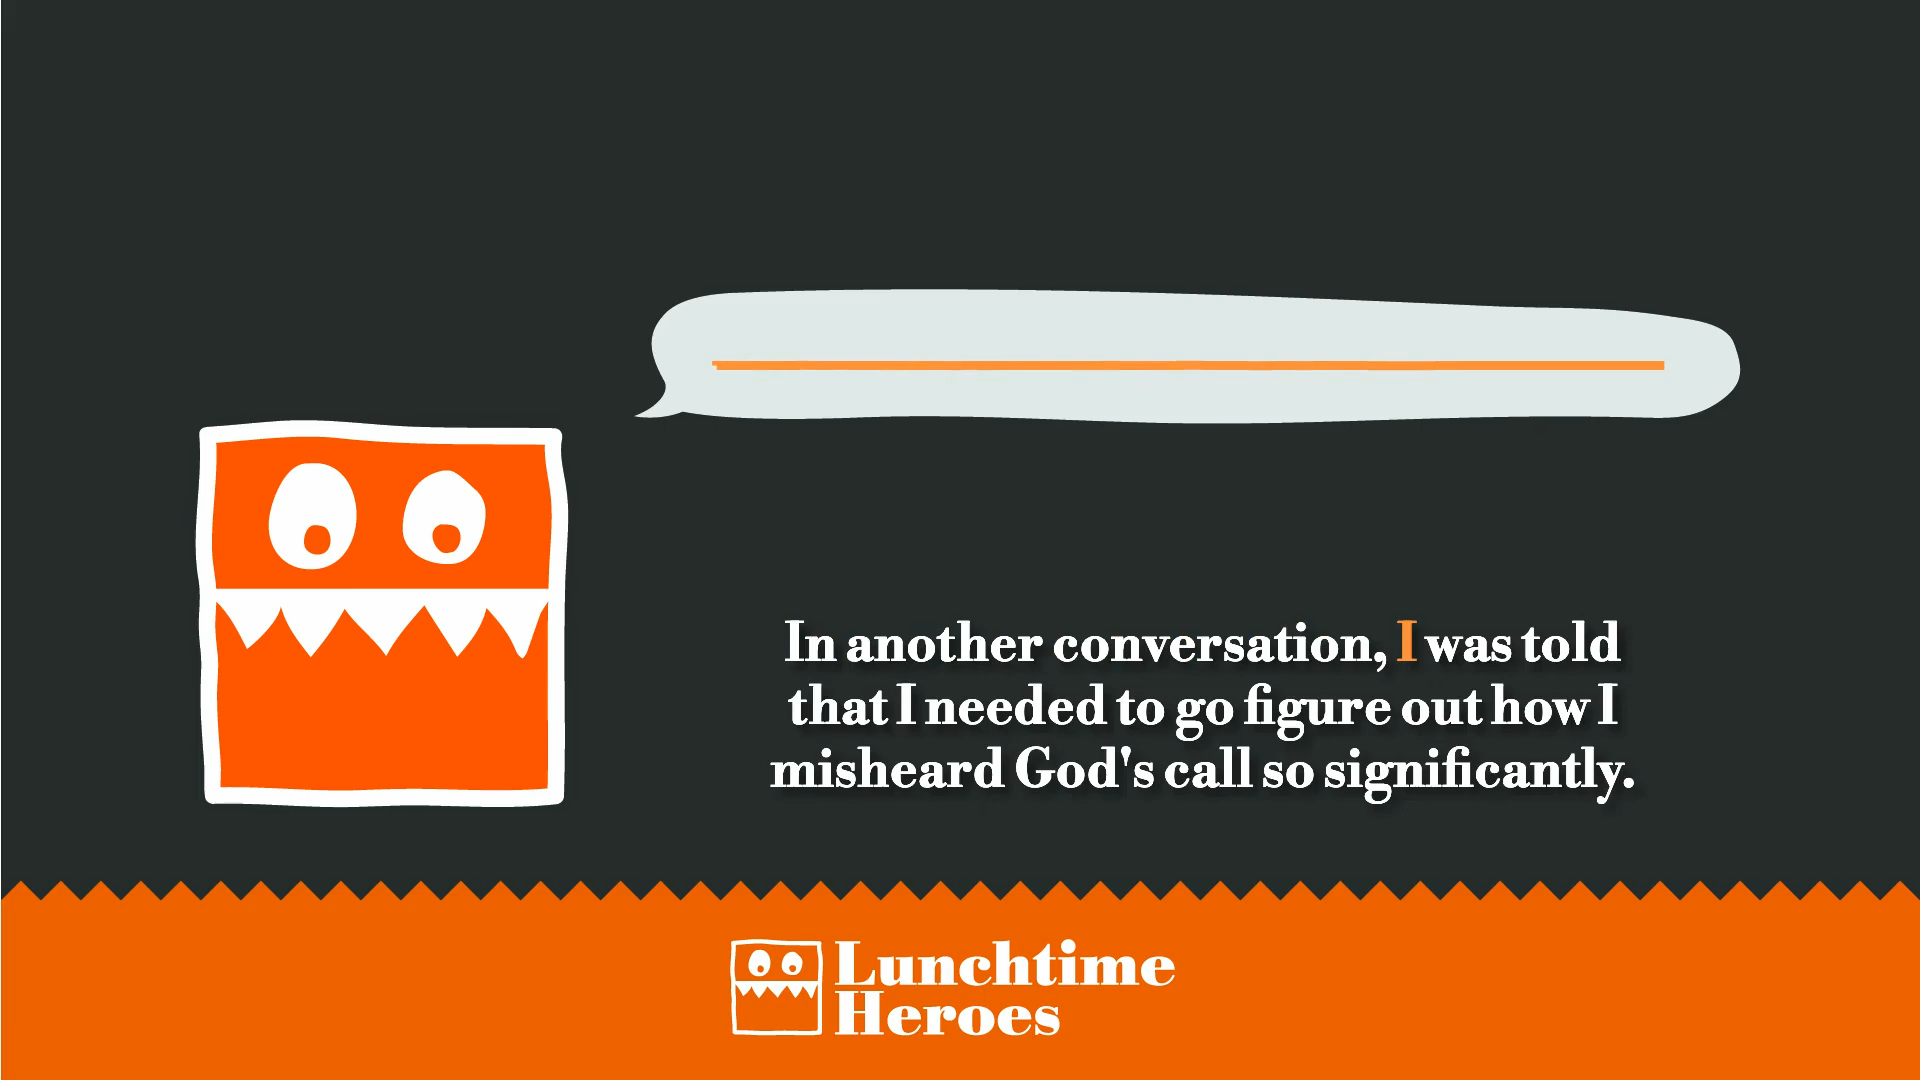 In another conversation, I was told
that I needed to go figure out how I
misheard God's call so significantly.
Lunchtime
Heroes